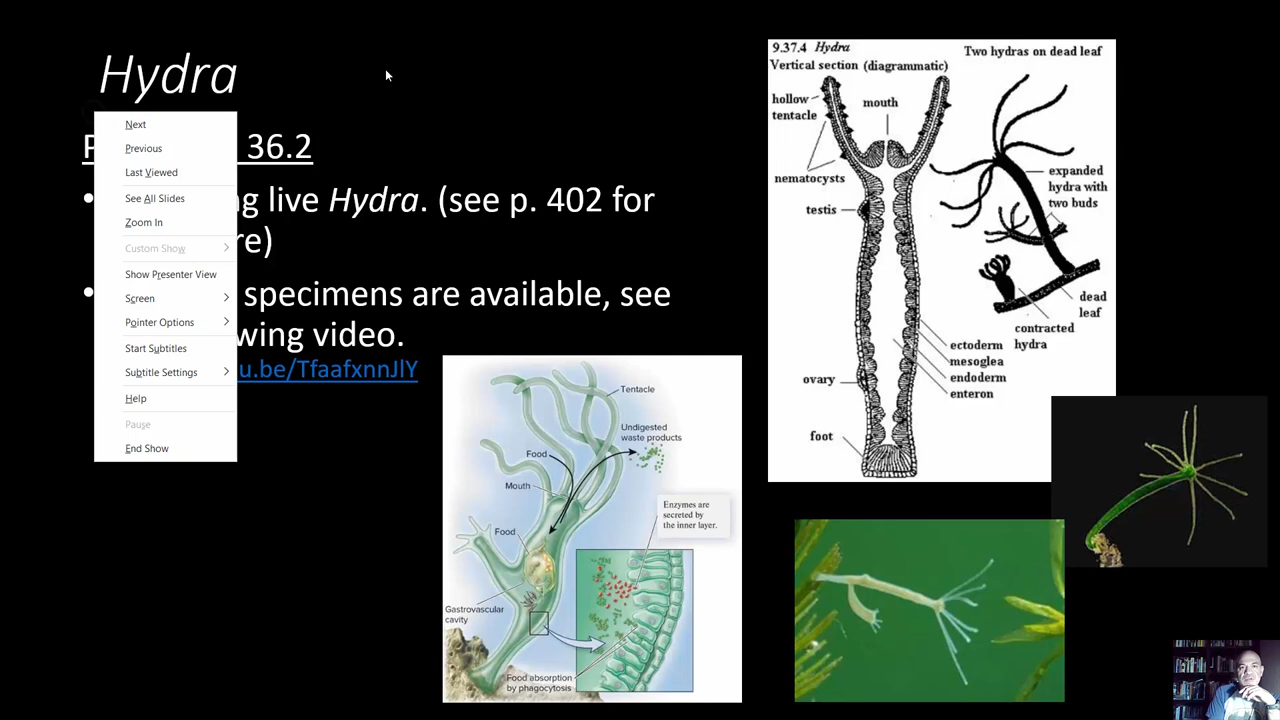 Hydra
P
36.2
g live Hydra. (see p. 402 for
re)
specimens are available, see
wing video.
u.be/TfaafxnnJlY
Next
Previous
Last Viewed
See All Slides
Zoom In
Custom Show
Show Presenter View
Screen
Pointer Options
Start Subtitles
Subtitle Settings
Help
Pause
End Show
Tentacle
Undigested
waste products
Food
Mouth
Enzymes are
secreted by
the inner layer.
Food
Gastrovascular
cavity
Food absorption
by phagocytosis
9.37.4 Hydra
Vertical section (diagrammatic)
Two hydras on dead leaf
hollow
tentacle
mouth
nematocysts
testis
expanded
hydra with
two buds
dead
leaf
contracted
hydra
ectoderm
mesoglea
endoderm
enteron
ovary
foot